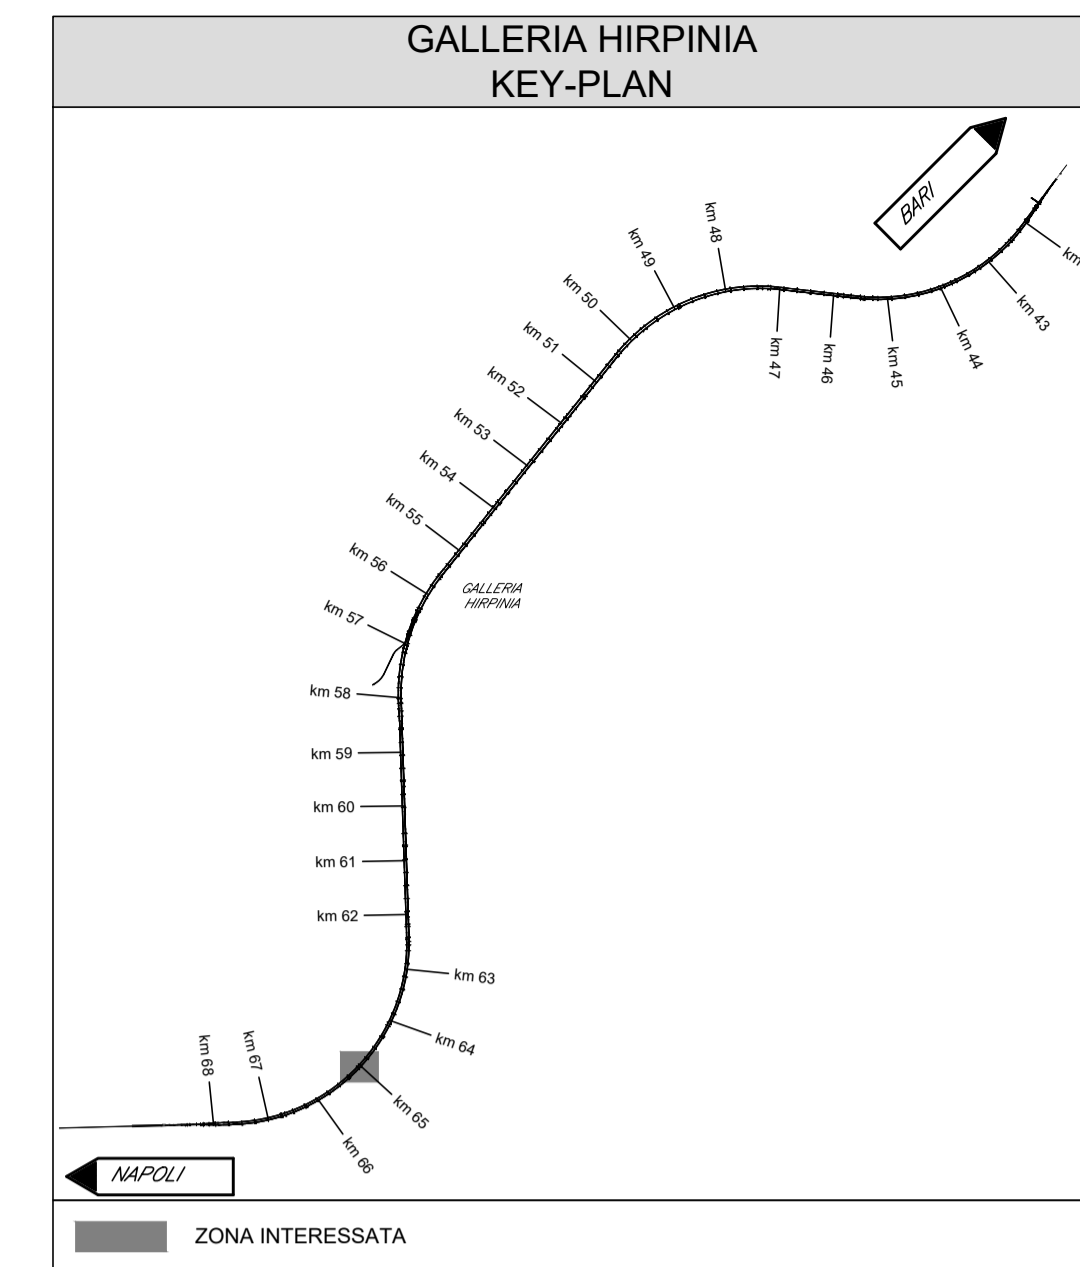 GALLERIA HIRPINIA
KEY-PLAN
BARI
km 48
km 49
km 50
km 51
km 52
km 53
km 54
km 55
km 56
km 57
km 58
km 59
km 60
km 61
km 62
km 47
km 46
km 45
km 44
km 43
km
GALLERIA
HIRPINIA
km 63
km 64
km 65
km 66
km 67
km 68
NAPOLI
ZONA INTERESSATA